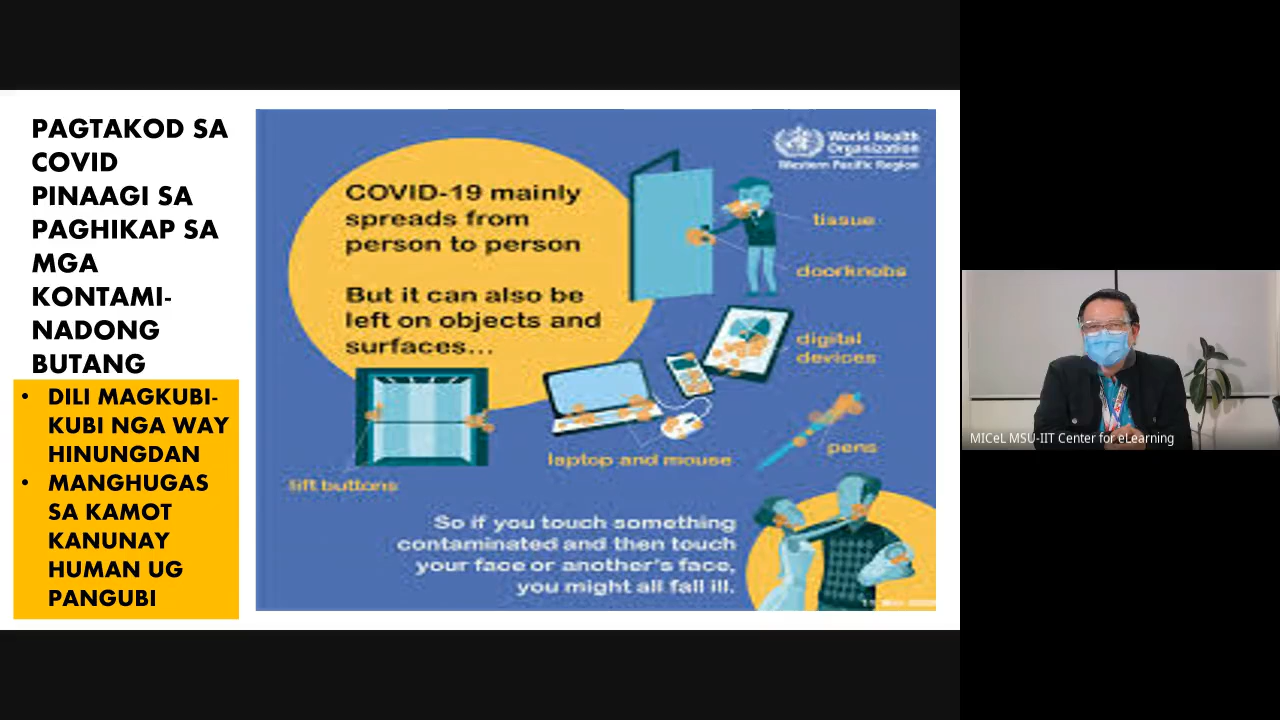 PAGTAKOD SA
COVID
PINAAGI SA
PAGHIKAP SA
MGA
KONTAMI-
NADONG
BUTANG
• DILI MAGKUBI-
KUBI NGA WAY
HINUNGDAN
• MANGHUGAS
SA KAMOT
KANUNAY
HUMAN UG
PANGUBI
World Health
Organization
Western Pacific Region
COVID-19 mainly
spreads from
person to person
But it can also be
left on objects and
surfaces...
tissue
doorknobs
digital
devices
pens
laptop and mouse
lift buttons
So if you touch something
contaminated and then touch
your face or another's face,
you might all fall ill.
MICeL MSU-IIT Center for eLearning